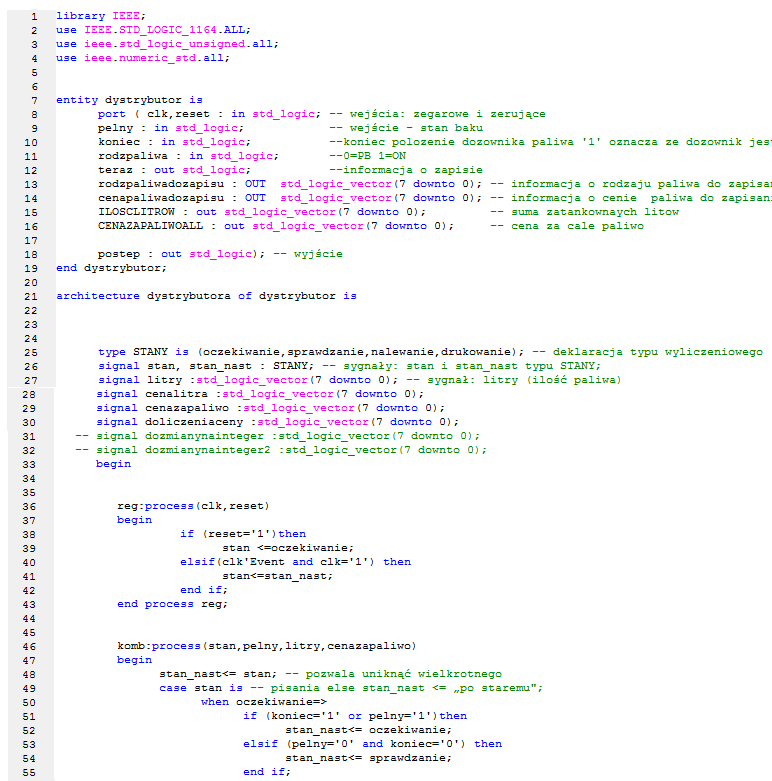 1 library IEEE;
2 use IEEE.STD_LOGIC_1164.ALL;
3 use ieee.std_logic_unsigned.all;
4 use ieee.numeric_std.all;
5
6
7 entity dystrybutor is
8 port ( clk,reset : in std_logic; -- wejścia: zegarowe i zerujące
9 pelny : in std_logic; -- wejście - stan baku
10 koniec : in std_logic; --koniec polozenie dozownika paliwa '1' oznacza ze dozownik jest
11 rodzpaliwa : in std_logic; --0=PB 1=ON
12 teraz : out std_logic; --informacja o zapisie
13 rodzpaliwadozapisu : OUT std_logic_vector(7 downto 0); -- informacja o rodzaju paliwa do zapisan
14 cenapaliwadozapisu : OUT std_logic_vector(7 downto 0); -- informacja o cenie paliwa do zapisani
15 ILOSCLITROW : out std_logic_vector(7 downto 0); -- suma zatankownaych litow
16 CENAZAPALIWOALL : out std_logic_vector(7 downto 0); -- cena za cale paliwo
17
18 postep : out std_logic); -- wyjście
19 end dystrybutor;
20
21 architecture dystrybutora of dystrybutor is
22
23
24
25 type STANY is (oczekiwanie,sprawdzanie,nalewanie,drukowanie); -- deklaracja typu wyliczeniowego
26 signal stan, stan_nast : STANY; -- sygnały: stan i stan_nast typu STANY;
27 signal litry :std_logic_vector(7 downto 0); -- sygnał: litry (ilość paliwa)
28 signal cenalitra :std_logic_vector(7 downto 0);
29 signal cenazapaliwo :std_logic_vector(7 downto 0);
30 signal doliczeniaceny :std_logic_vector(7 downto 0);
31 -- signal dozmianynainteger :std_logic_vector(7 downto 0);
32 -- signal dozmianynainteger2 :std_logic_vector(7 downto 0);
33 begin
34
35
36 reg:process(clk,reset)
37 begin
38 if (reset='1')then
39 stan <=oczekiwanie;
40 elsif(clk'Event and clk='1') then
41 stan<=stan_nast;
42 end if;
43 end process reg;
44
45
46 komb:process(stan,pelny,litry,cenazapaliwo)
47 begin
48 stan_nast<= stan; -- pozwala uniknąć wielkrotnego
49 case stan is -- pisania else stan_nast <= „po staremu";
50 when oczekiwanie=>
51 if (koniec='1' or pelny='1')then
52 stan_nast<= oczekiwanie;
53 elsif (pelny='0' and koniec='0') then
54 stan_nast<= sprawdzanie;
55 end if;